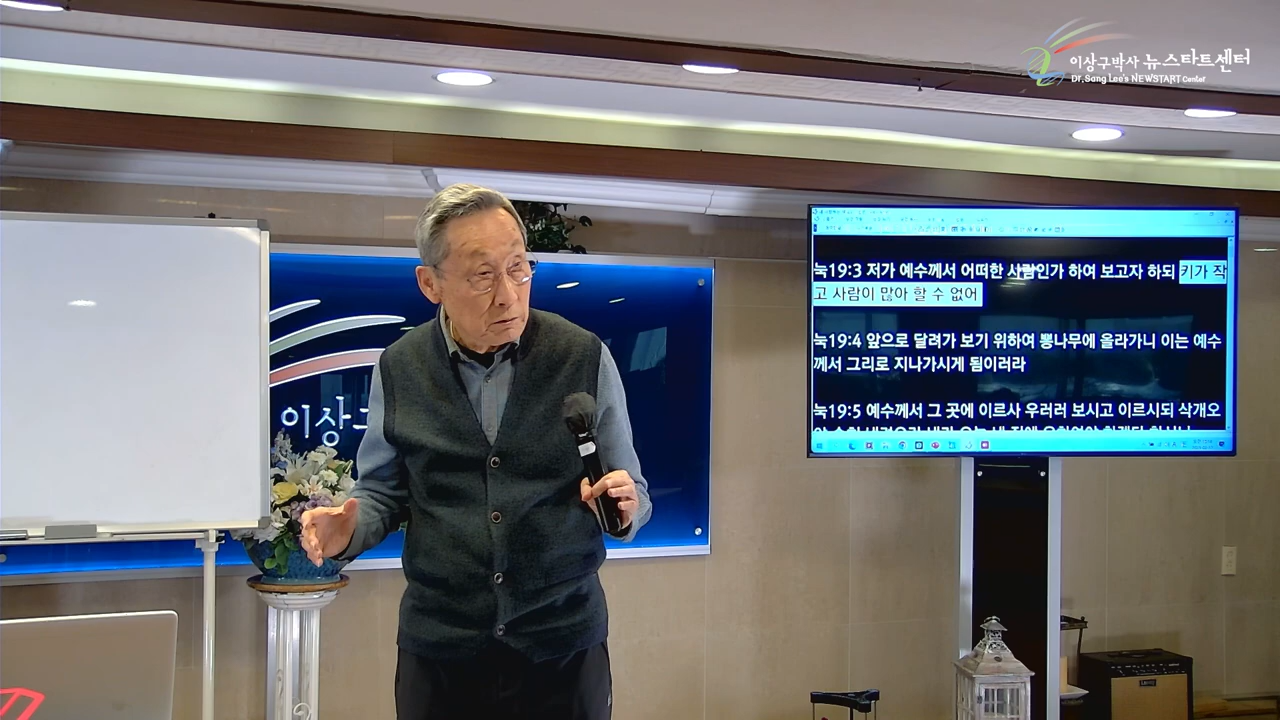 이상구박사 뉴스타트센터
Dr. Sang Lee's NEWSTART Center
눅19:3 저가 예수께서 어떠한 사람인가 하여 보고자 하되 키가 작
고 사람이 많아 할 수 없어
눅19:4 앞으로 달려가 보기 위하여 뽕나무에 올라가니 이는 예수
께서 그리로 지나가시게 됨이러라
눅19:5 예수께서 그 곳에 이르사 우러러 보시고 이르시되 삭개오
이상구